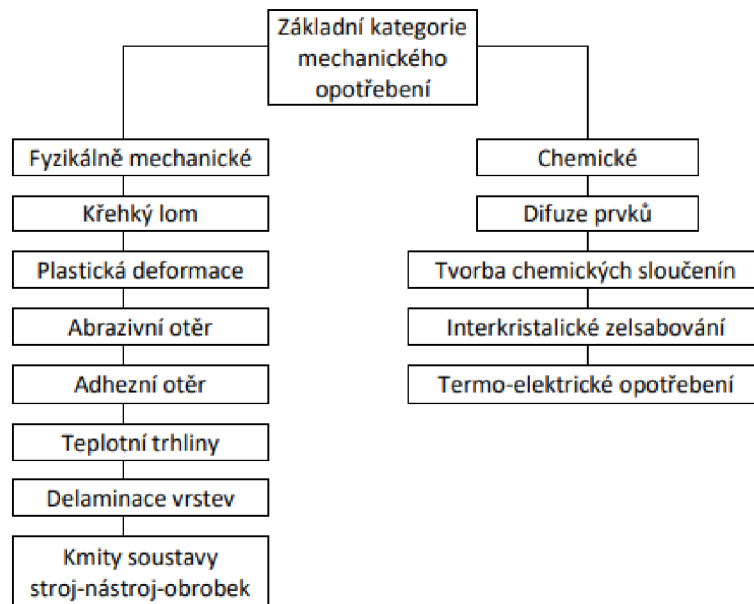 Základní kategorie
mechanického
opotřebení
Fyzikálně mechanické
Křehký lom
Plastická deformace
Abrazivní otěr
Adhezní otěr
Teplotní trhliny
Delaminace vrstev
Kmity soustavy
stroj-nástroj-obrobek
Chemické
Difuze prvků
Tvorba chemických sloučenín
Interkristalické zelsabování
Termo-elektrické opotřebení